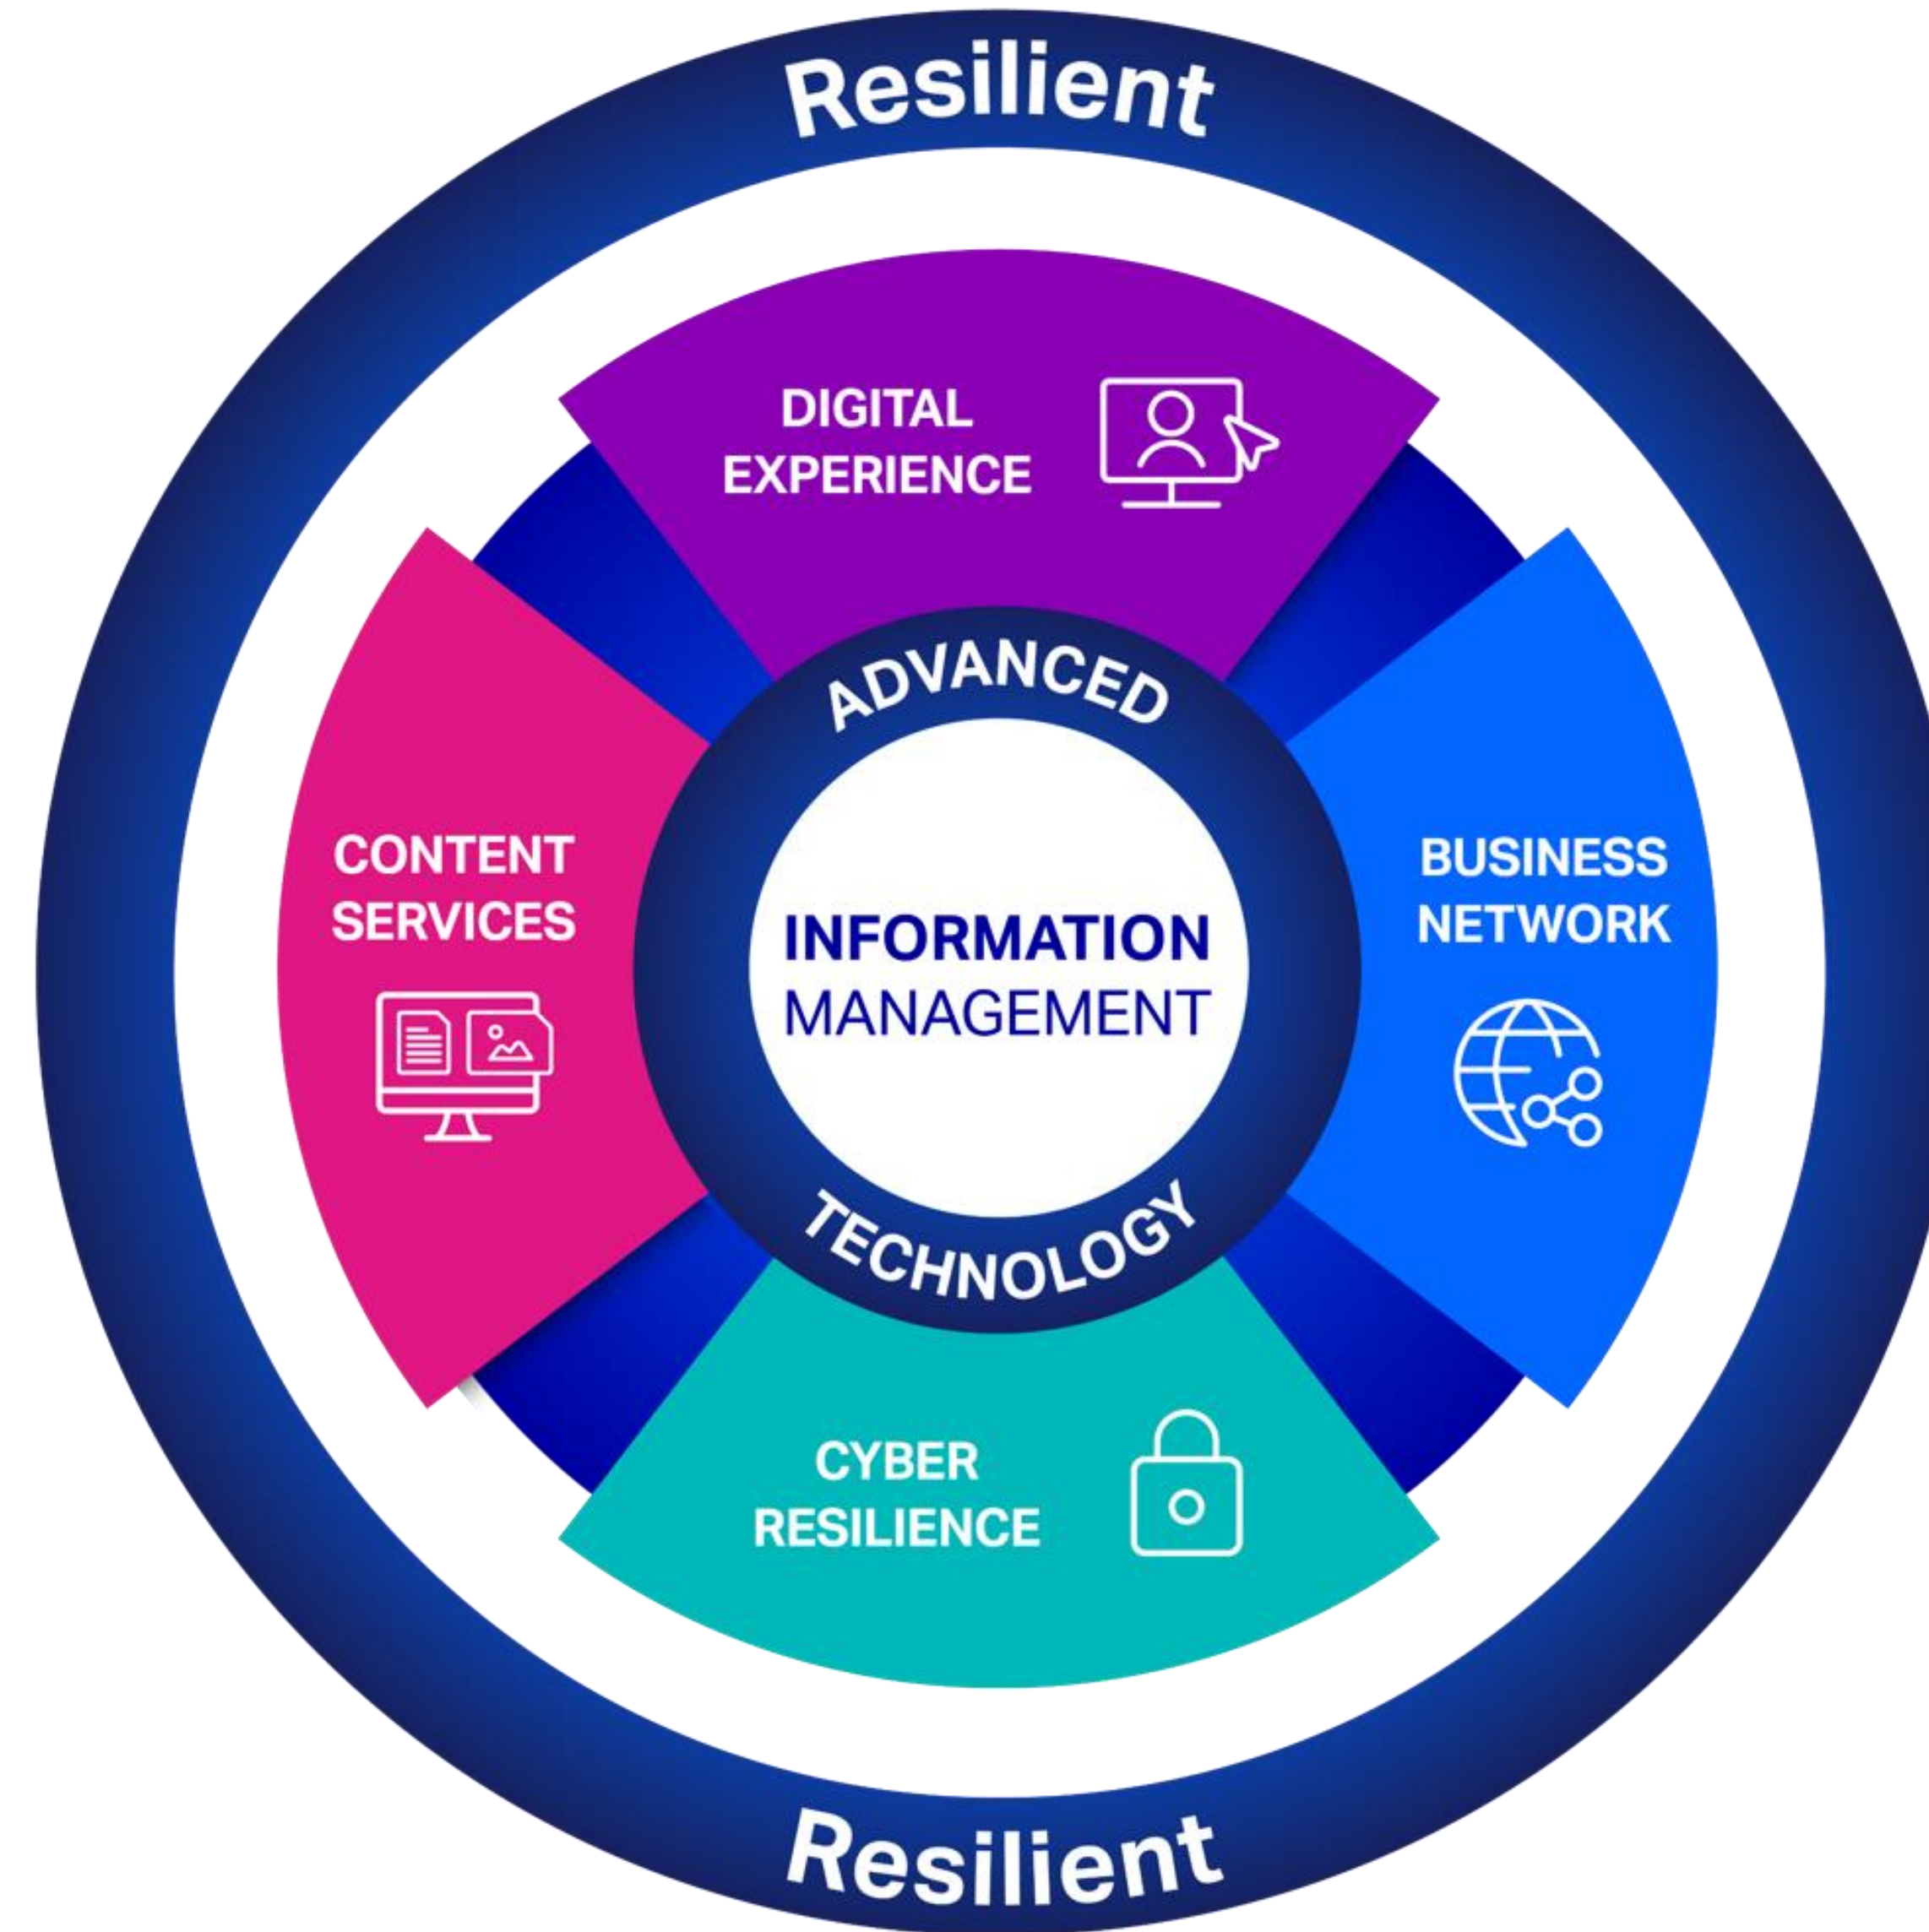 Resilient
DIGITAL
EXPERIENCE
ADVANCED
CONTENT
SERVICES
INFORMATION
MANAGEMENT
BUSINESS
NETWORK
TECHNOLOGY
CYBER
RESILIENCE
Resilient